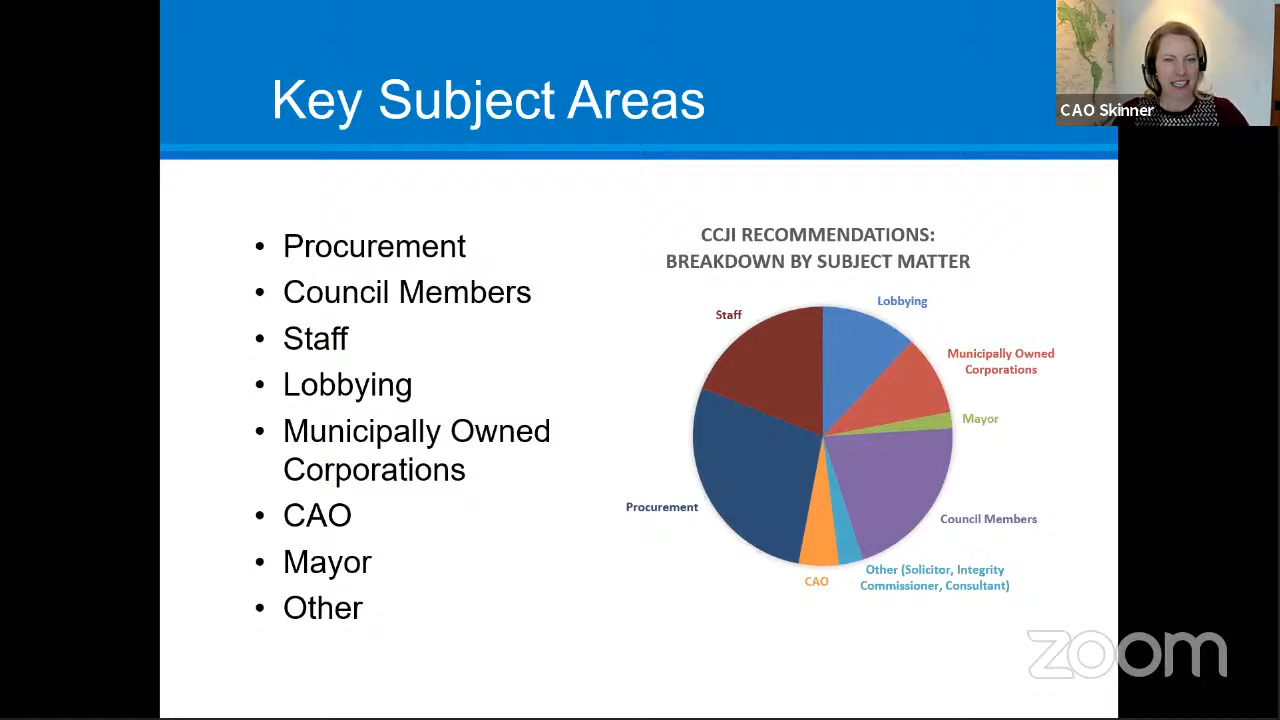 Key Subject Areas
CAO Skinner
• Procurement
• Council Members
• Staff
• Lobbying
• Municipally Owned
Corporations
• CAO
• Mayor
• Other
CCJI RECOMMENDATIONS:
BREAKDOWN BY SUBJECT MATTER
Lobbying
Staff
Municipally Owned
Corporations
Mayor
Procurement
Council Members
Other (Solicitor, Integrity
Commissioner, Consultant)
CAO
zoom